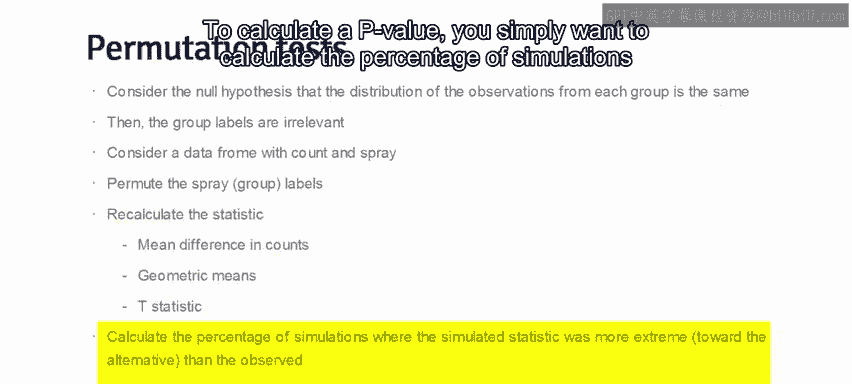 To calculate a P-value, you simply want to
calculate the percentage of simulations
Permutation tests
· Consider the null hypothesis that the distribution of the observations from each group is the same
· Then, the group labels are irrelevant
· Consider a data frome with count and spray
· Permute the spray (group) labels
· Recalculate the statistic
- Mean difference in counts
- Geometric means
- T statistic
· Calculate the percentage of simulations where the simulated statistic was more extreme (toward the
alternative) than the observed